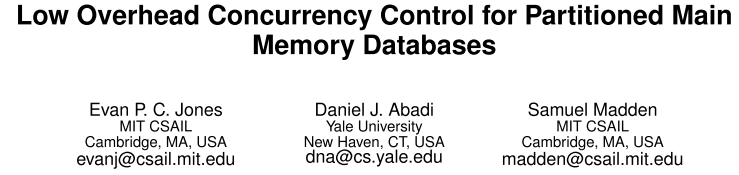 Low Overhead Concurrency Control for Partitioned Main
Memory Databases
Evan P. C. Jones
MIT CSAIL
Cambridge, MA, USA
evanj@csail.mit.edu
Daniel J. Abadi
Yale University
New Haven, CT, USA
dna@cs.yale.edu
Samuel Madden
MIT CSAIL
Cambridge, MA, USA
madden@csail.mit.edu